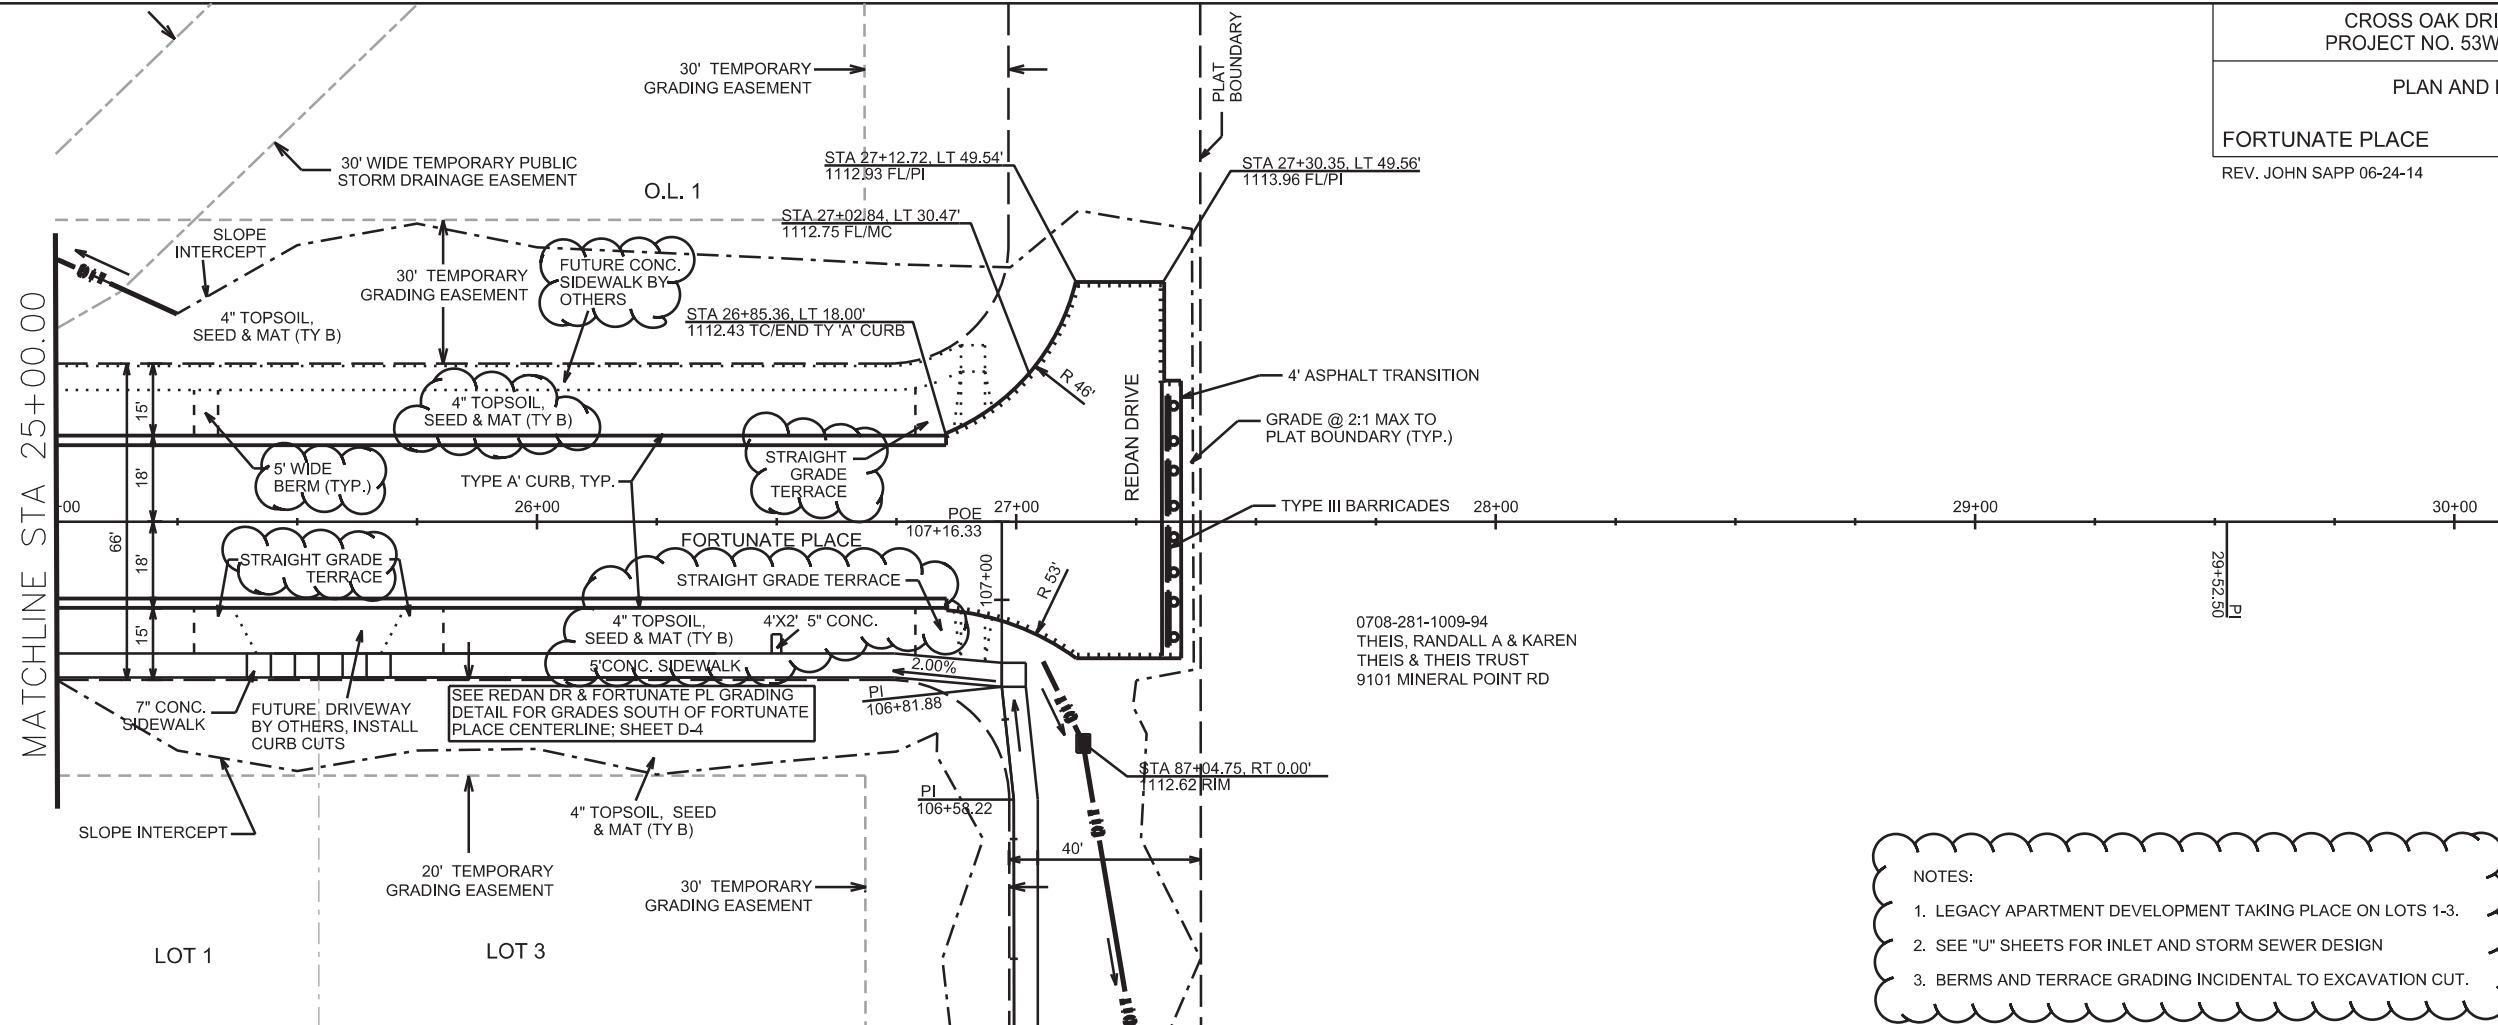 CROSS OAK DRI
PROJECT NO. 53W
PLAN AND
FORTUNATE PLACE
REV. JOHN SAPP 06-24-14
30' TEMPORARY
GRADING EASEMENT
PLAT
BOUNDARY
30' WIDE TEMPORARY PUBLIC
STORM DRAINAGE EASEMENT
O.L. 1
STA 27+12.72, LT 49.54'
1112.93 FL/PI
STA 27+30.35, LT 49.56'
1113.96 FL/PI
STA 27+02.84, LT 30.47'
1112.75 FL/MC
SLOPE
INTERCEPT
30' TEMPORARY
GRADING EASEMENT
FUTURE CONC.
SIDEWALK BY
OTHERS
4" TOPSOIL,
SEED & MAT (TY B)
STA 26+85.36, LT 18.00'
1112.43 TC/END TY 'A' CURB
MATCHLINE STA 25+00.00
R 46'
4' ASPHALT TRANSITION
4" TOPSOIL,
SEED & MAT (TY B)
15'
REDAN DRIVE
GRADE @ 2:1 MAX TO
PLAT BOUNDARY (TYP.)
5' WIDE
BERM (TYP.)
18'
TYPE A' CURB, TYP.
STRAIGHT
GRADE
TERRACE
TYPE III BARRICADES
-00
26+00
27+00
28+00
29+00
30+00
POE
107+16.33
66'
18'
STRAIGHT GRADE
TERRACE
FORTUNATE PLACE
STRAIGHT GRADE TERRACE
107+00
R 53'
29+52.50
PI
15'
4" TOPSOIL,
SEED & MAT (TY B)
4'X2' 5" CONC.
5'CONC. SIDEWALK
2.00%
0708-281-1009-94
THEIS, RANDALL A & KAREN
THEIS & THEIS TRUST
9101 MINERAL POINT RD
7" CONC.
SIDEWALK
FUTURE DRIVEWAY
BY OTHERS, INSTALL
CURB CUTS
SEE REDAN DR & FORTUNATE PL GRADING
DETAIL FOR GRADES SOUTH OF FORTUNATE
PLACE CENTERLINE; SHEET D-4
PI
106+81.88
STA 87+04.75, RT 0.00'
1112.62 RIM
PI
106+58.22
SLOPE INTERCEPT
4" TOPSOIL, SEED
& MAT (TY B)
40'
20' TEMPORARY
GRADING EASEMENT
30' TEMPORARY
GRADING EASEMENT
LOT 1
LOT 3
NOTES:
1. LEGACY APARTMENT DEVELOPMENT TAKING PLACE ON LOTS 1-3.
2. SEE "U" SHEETS FOR INLET AND STORM SEWER DESIGN
3. BERMS AND TERRACE GRADING INCIDENTAL TO EXCAVATION CUT.